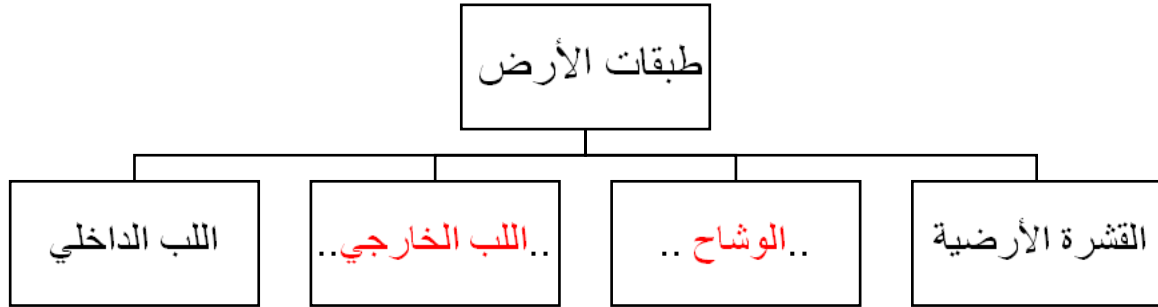 طبقات الأرض
القشرة الأرضية
..الوشاح ..
..اللب الخارجي..
اللب الداخلي